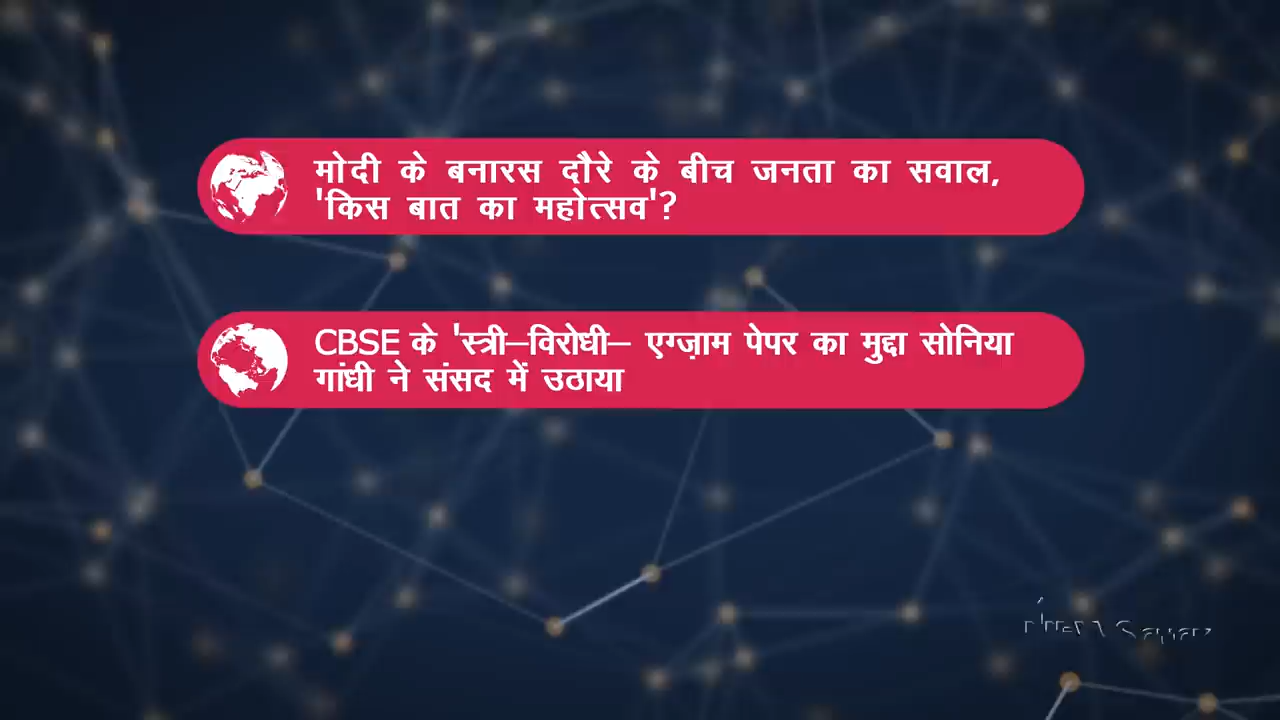 मोदी के बनारस दौरे के बीच जनता का सवाल,
'किस बात का महोत्सव'?
CBSE के 'स्त्री–विरोधी– एग्ज़ाम पेपर का मुद्दा सोनिया
गांधी ने संसद में उठाया